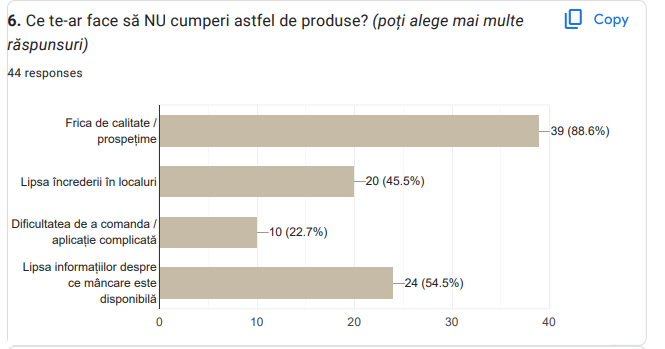 6. Ce te-ar face să NU cumperi astfel de produse? (poți alege mai multe
răspunsuri)
Copy
44 responses
Frica de calitate /
prospețime
39 (88.6%)
Lipsa încrederii în localuri
20 (45.5%)
Dificultatea de a comanda /
aplicație complicată
10 (22.7%)
Lipsa informațiilor despre
ce mâncare este
disponibilă
24 (54.5%)
0 10 20 30 40